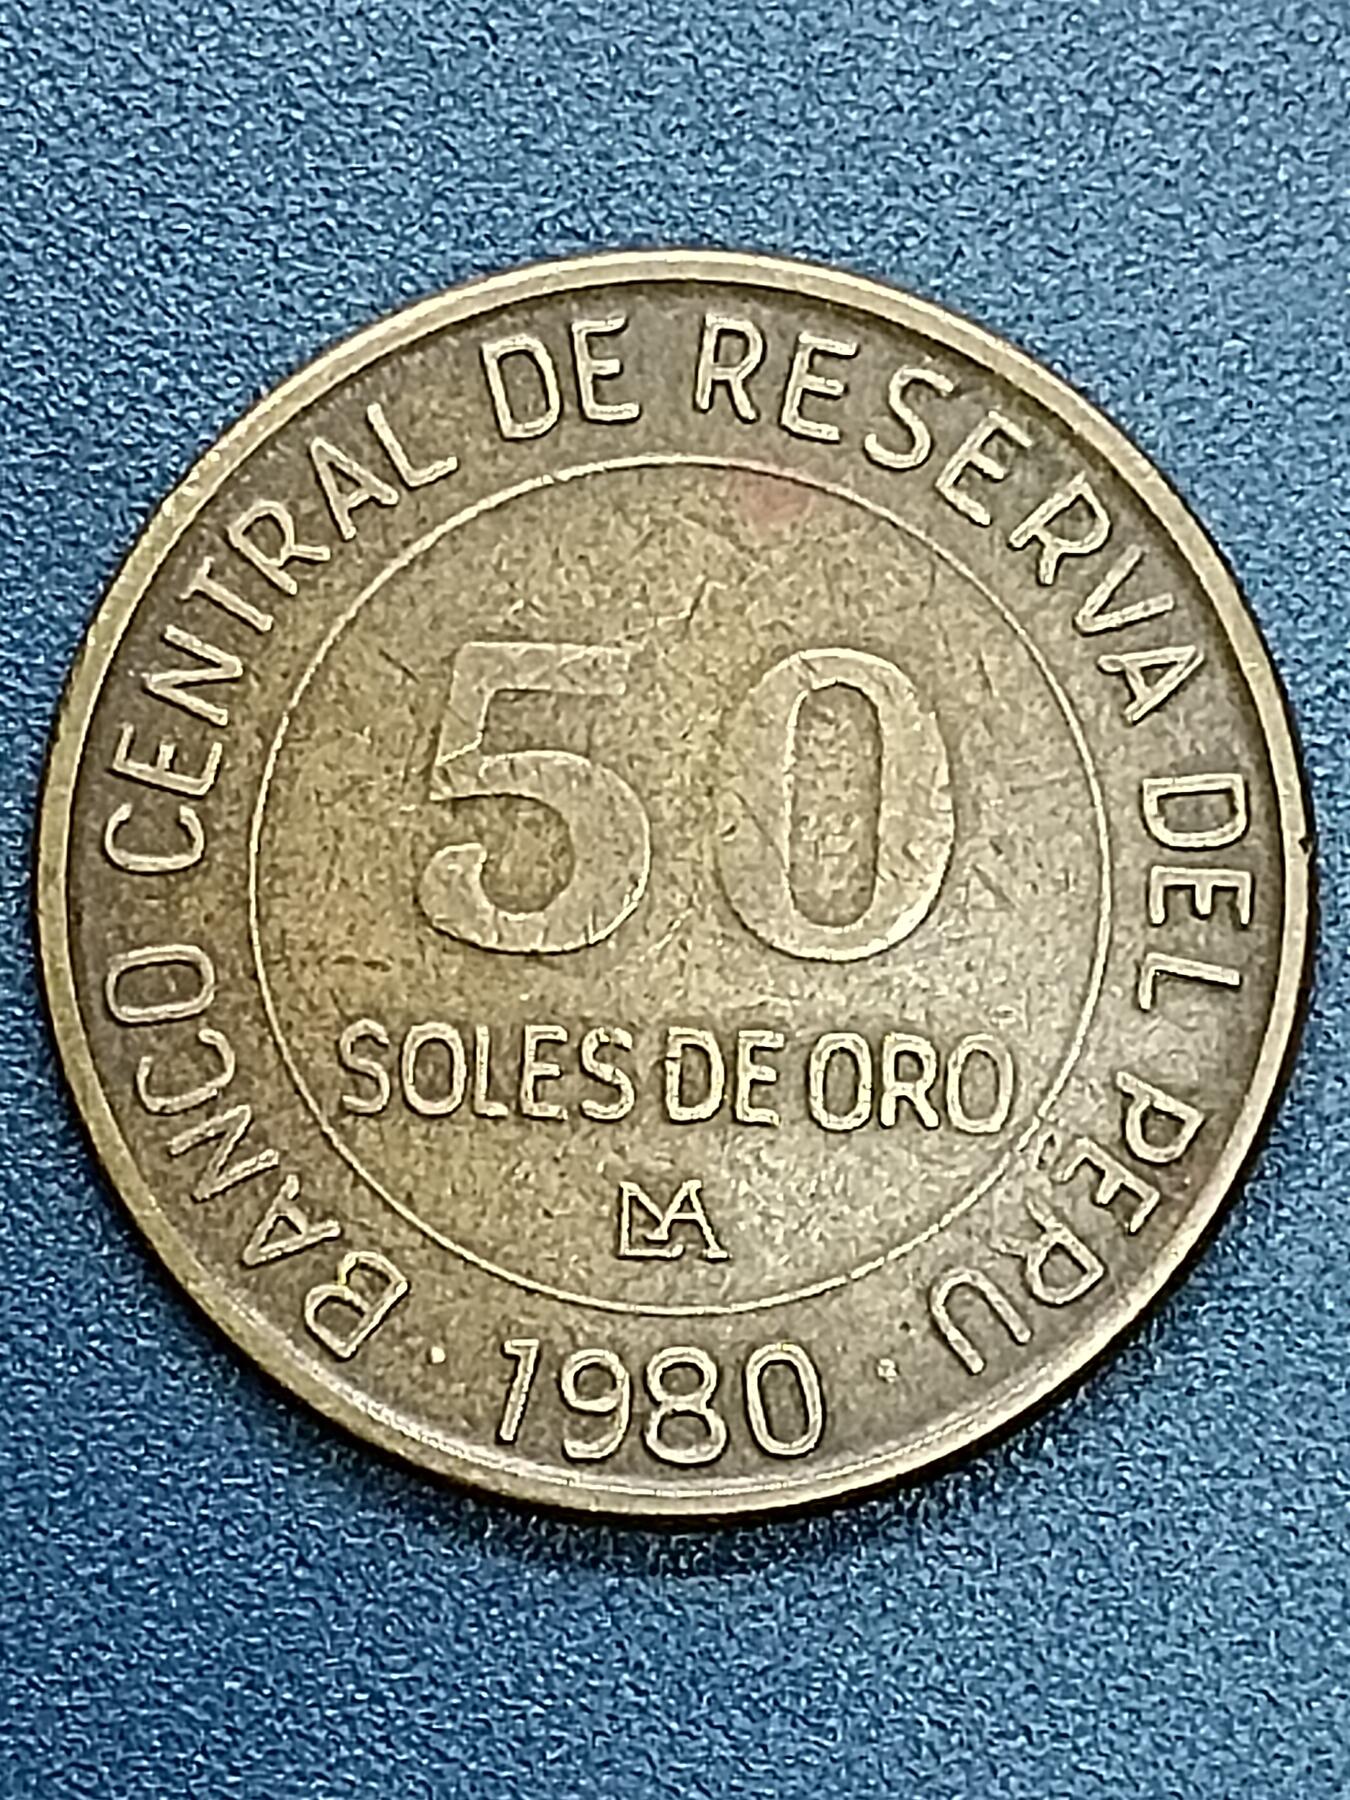 BANCO CENTRAL DE RESERVA DEL PERU
50
SOLES DE ORO
LMA
· 1980 ·